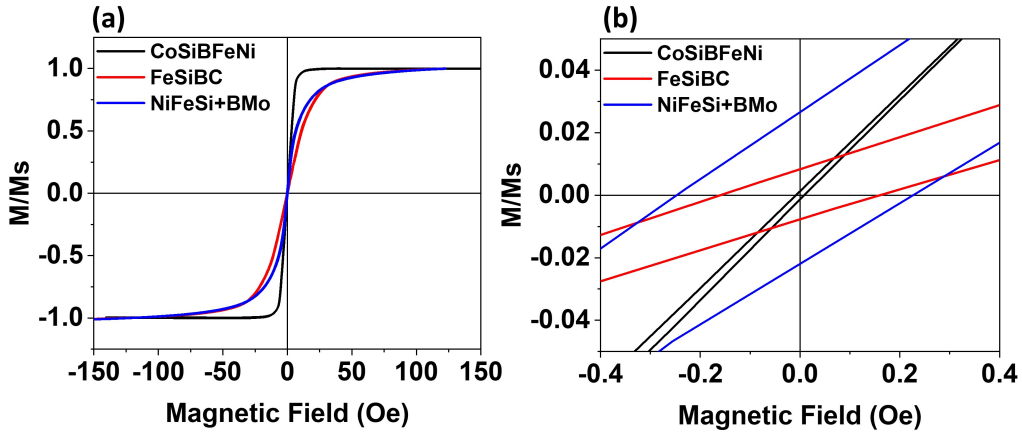 (a)
CoSiBFeNi
FeSiBC
NiFeSi+BMo
M/Ms
1.0
0.5
0.0
-0.5
-1.0
-150 -100 -50 0 50 100 150
Magnetic Field (Oe)
(b)
CoSiBFeNi
FeSiBC
NiFeSi+BMo
M/Ms
0.04
0.02
0.00
-0.02
-0.04
-0.4 -0.2 0.0 0.2 0.4
Magnetic Field (Oe)